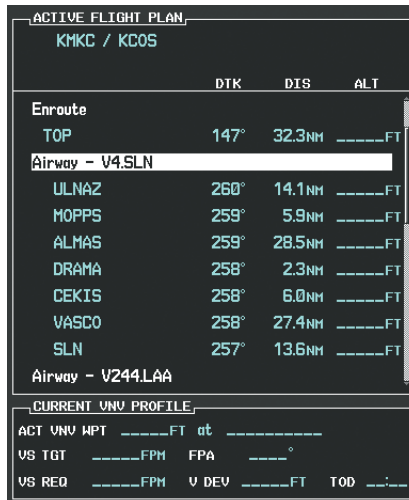 ACTIVE FLIGHT PLAN
KMKC / KCOS
DTK DIS ALT
Enroute
TOP 147° 32.3NM _____FT
Airway - V4.SLN
ULNAZ 260° 14.1NM _____FT
MOPPS 259° 5.9NM _____FT
ALMAS 259° 28.5NM _____FT
DRAMA 258° 2.3NM _____FT
CEKIS 258° 6.0NM _____FT
VASCO 258° 27.4NM _____FT
SLN 257° 13.6NM _____FT
Airway - V244.LAA
CURRENT VNV PROFILE
ACT VNV WPT _____FT at __________
VS TGT _____FPM FPA ____°
VS REQ _____FPM V DEV _____FT TOD __:__